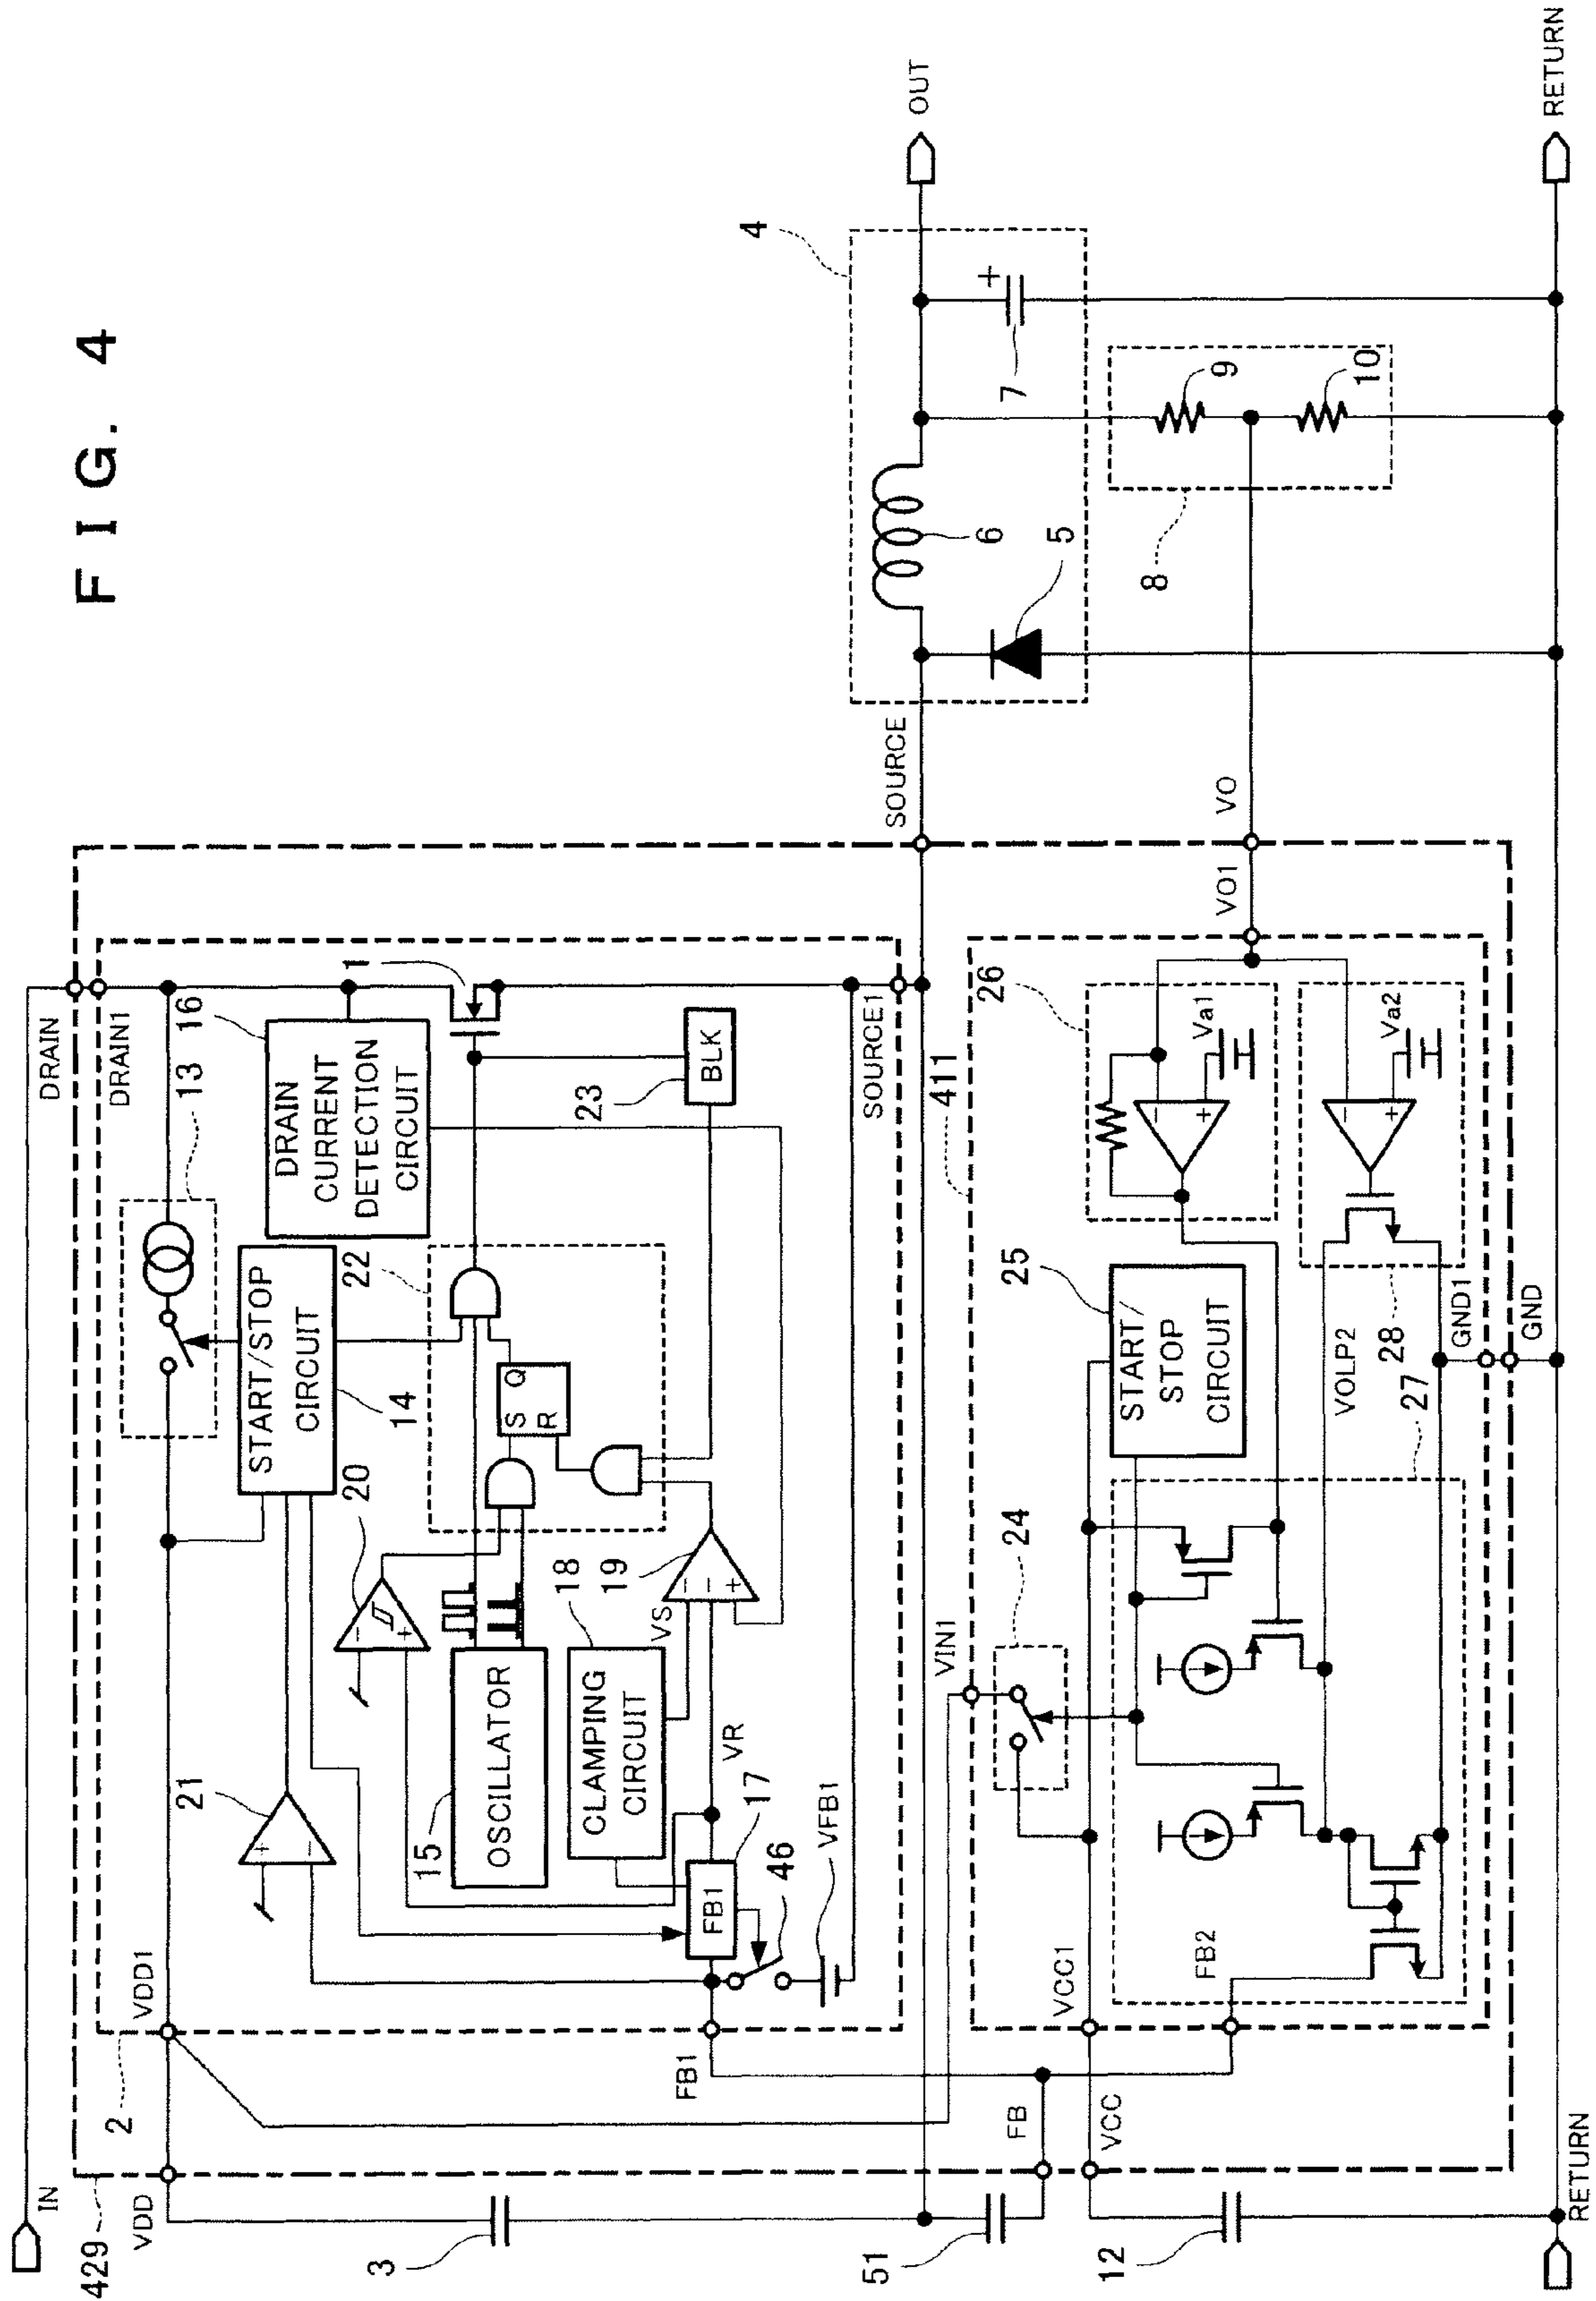 FIG. 4
IN
DRAIN
DRAIN1
429
2
VDD
VDD1
21
+
−
START/STOP
CIRCUIT
14
13
16
DRAIN
CURRENT
DETECTION
CIRCUIT
1
20
−
+
22
S
Q
R
23
BLK
15
OSCILLATOR
18
CLAMPING
CIRCUIT
19
VS
−
−
+
VR
17
FB1
46
VFB1
FB1
SOURCE1
SOURCE
4
6
5
7
+
OUT
3
51
FB
VCC
VCC1
VIN1
24
25
START/
STOP
CIRCUIT
411
26
−
+
Va1
VO1
VO
8
9
10
FB2
27
VOLP2
28
−
+
Va2
GND1
GND
12
RETURN
RETURN